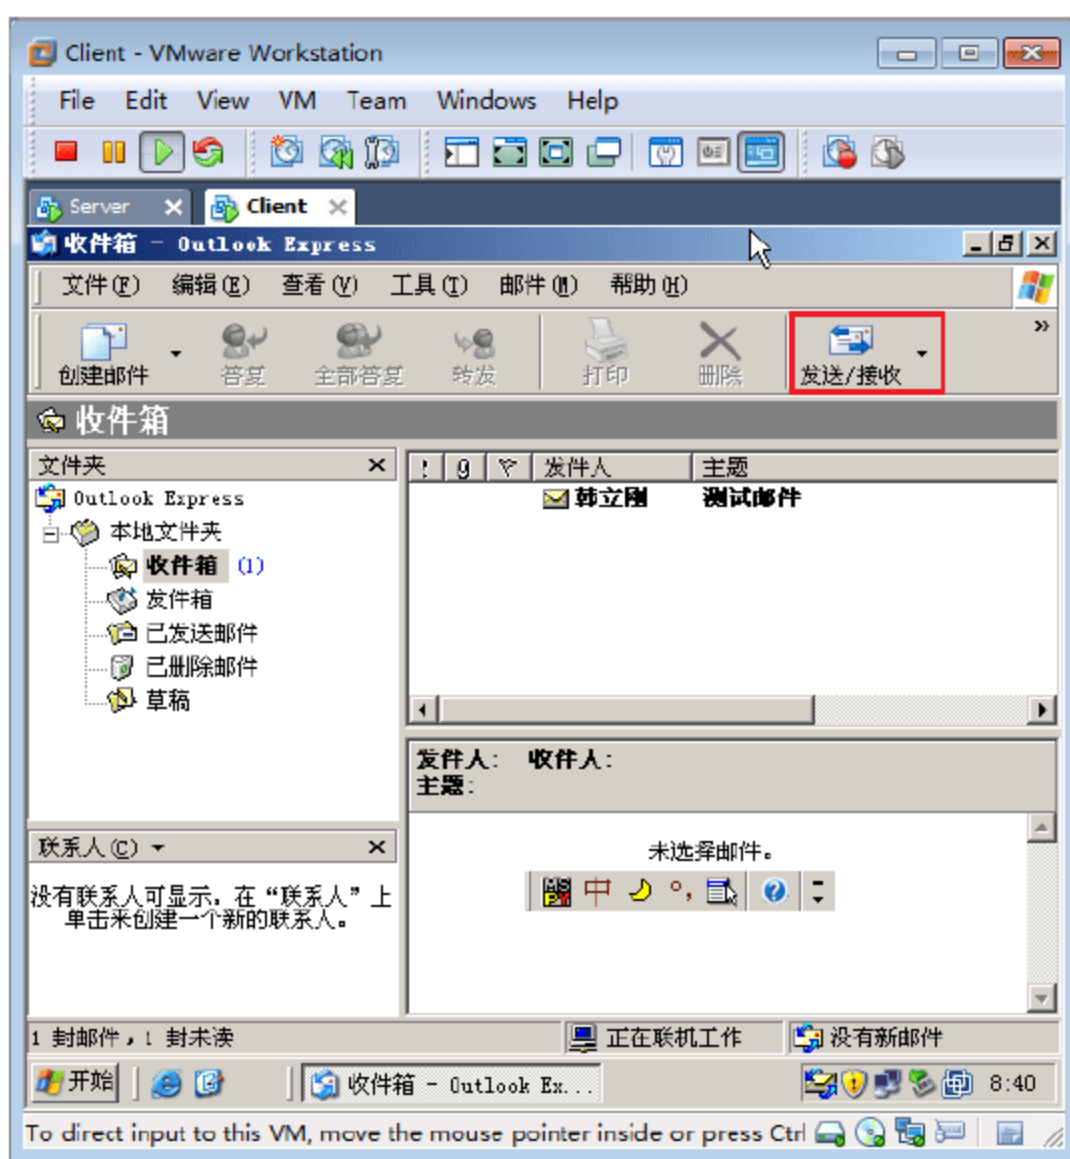 Client - VMware Workstation
File Edit View VM Team Windows Help
Server Client
收件箱 - Outlook Express
文件(F) 编辑(E) 查看(V) 工具(T) 邮件(M) 帮助(H)
创建邮件 答复 全部答复 转发 打印 删除 发送/接收
收件箱
文件夹
! 发件人 主题
Outlook Express
韩立刚 测试邮件
本地文件夹
收件箱 (1)
发件箱
已发送邮件
已删除邮件
草稿
发件人: 收件人:
主题:
联系人(C)
未选择邮件。
中
没有联系人可显示。在“联系人”上
单击来创建一个新的联系人。
1 封邮件，1 封未读 正在联机工作 没有新邮件
开始 收件箱 - Outlook Ex... 8:40
To direct input to this VM, move the mouse pointer inside or press Ctrl